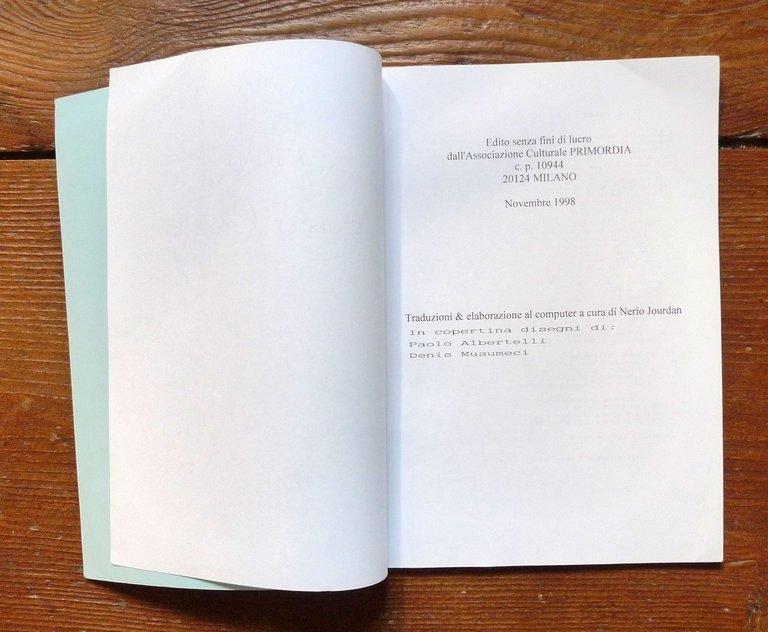 Edito senza fini di lucro
dall'Associazione Culturale PRIMORDIA
c. p. 10944
20124 MILANO
Novembre 1998
Traduzioni & elaborazione al computer a cura di Nerio Jourdan
In copertina disegni di:
Paolo Albertelli
Denis Musumeci